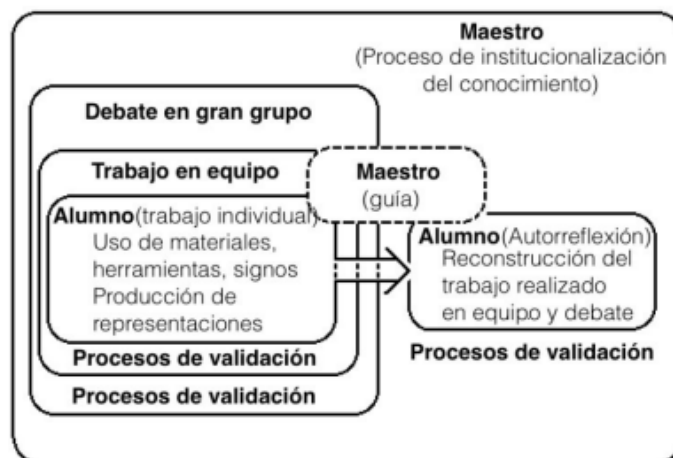 Maestro
(Proceso de institucionalización
del conocimiento)
Debate en gran grupo
Trabajo en equipo
Maestro
(guía)
Alumno(trabajo individual)
Uso de materiales,
herramientas, signos
Producción de
representaciones
Alumno(Autorreflexión)
Reconstrucción del
trabajo realizado
en equipo y debate
Procesos de validación
Procesos de validación
Procesos de validación